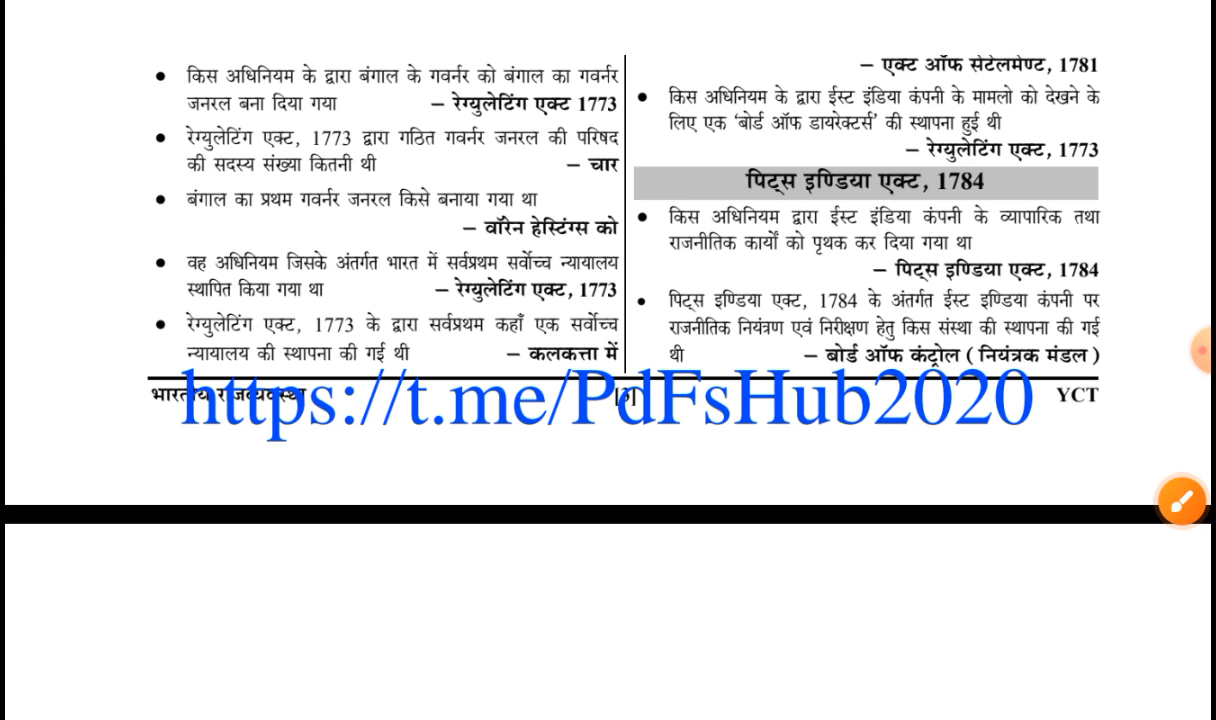 • किस अधिनियम के द्वारा बंगाल के गवर्नर को बंगाल का गवर्नर
जनरल बना दिया गया – रेग्युलेटिंग एक्ट 1773
• रेग्युलेटिंग एक्ट, 1773 द्वारा गठित गवर्नर जनरल की परिषद
की सदस्य संख्या कितनी थी – चार
• बंगाल का प्रथम गवर्नर जनरल किसे बनाया गया था
– वॉरेन हेस्टिंग्स को
• वह अधिनियम जिसके अंतर्गत भारत में सर्वप्रथम सर्वोच्च न्यायालय
स्थापित किया गया था – रेग्युलेटिंग एक्ट, 1773
• रेग्युलेटिंग एक्ट, 1773 के द्वारा सर्वप्रथम कहाँ एक सर्वोच्च
न्यायालय की स्थापना की गई थी – कलकत्ता में
– एक्ट ऑफ सेटेलमेण्ट, 1781
• किस अधिनियम के द्वारा ईस्ट इंडिया कंपनी के मामलो को देखने के
लिए एक ‘बोर्ड ऑफ डायरेक्टर्स’ की स्थापना हुई थी
– रेग्युलेटिंग एक्ट, 1773
पिट्स इण्डिया एक्ट, 1784
• किस अधिनियम द्वारा ईस्ट इंडिया कंपनी के व्यापारिक तथा
राजनीतिक कार्यों को पृथक कर दिया गया था
– पिट्स इण्डिया एक्ट, 1784
• पिट्स इण्डिया एक्ट, 1784 के अंतर्गत ईस्ट इण्डिया कंपनी पर
राजनीतिक नियंत्रण एवं निरीक्षण हेतु किस संस्था की स्थापना की गई
थी – बोर्ड ऑफ कंट्रोल ( नियंत्रक मंडल )
भारतीय राजव्यवस्था [3] YCT
https://t.me/PdFsHub2020